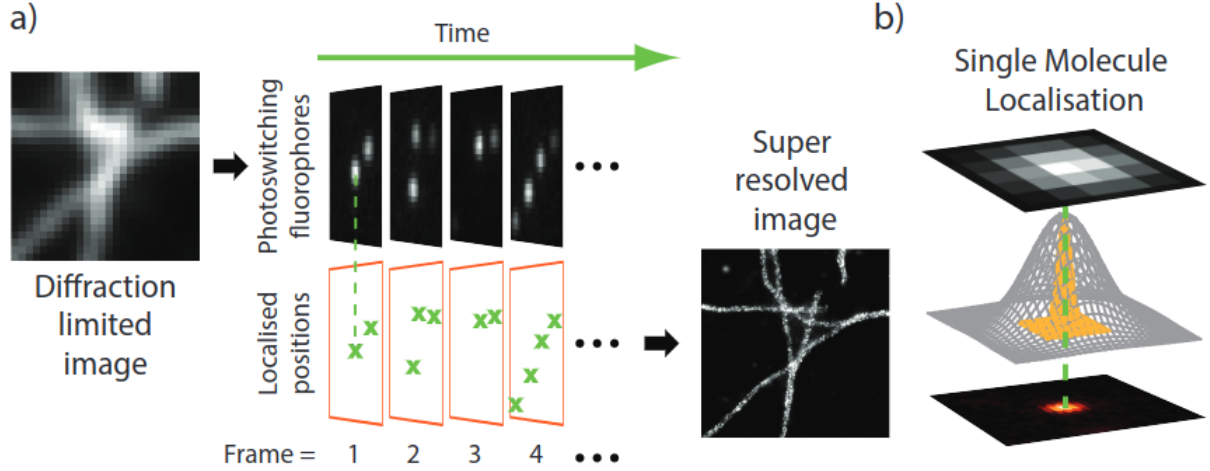 a)
Time
b)
Diffraction
limited
image
Photoswitching
fluorophores
Localised
positions
Frame = 1 2 3 4
Super
resolved
image
Single Molecule
Localisation